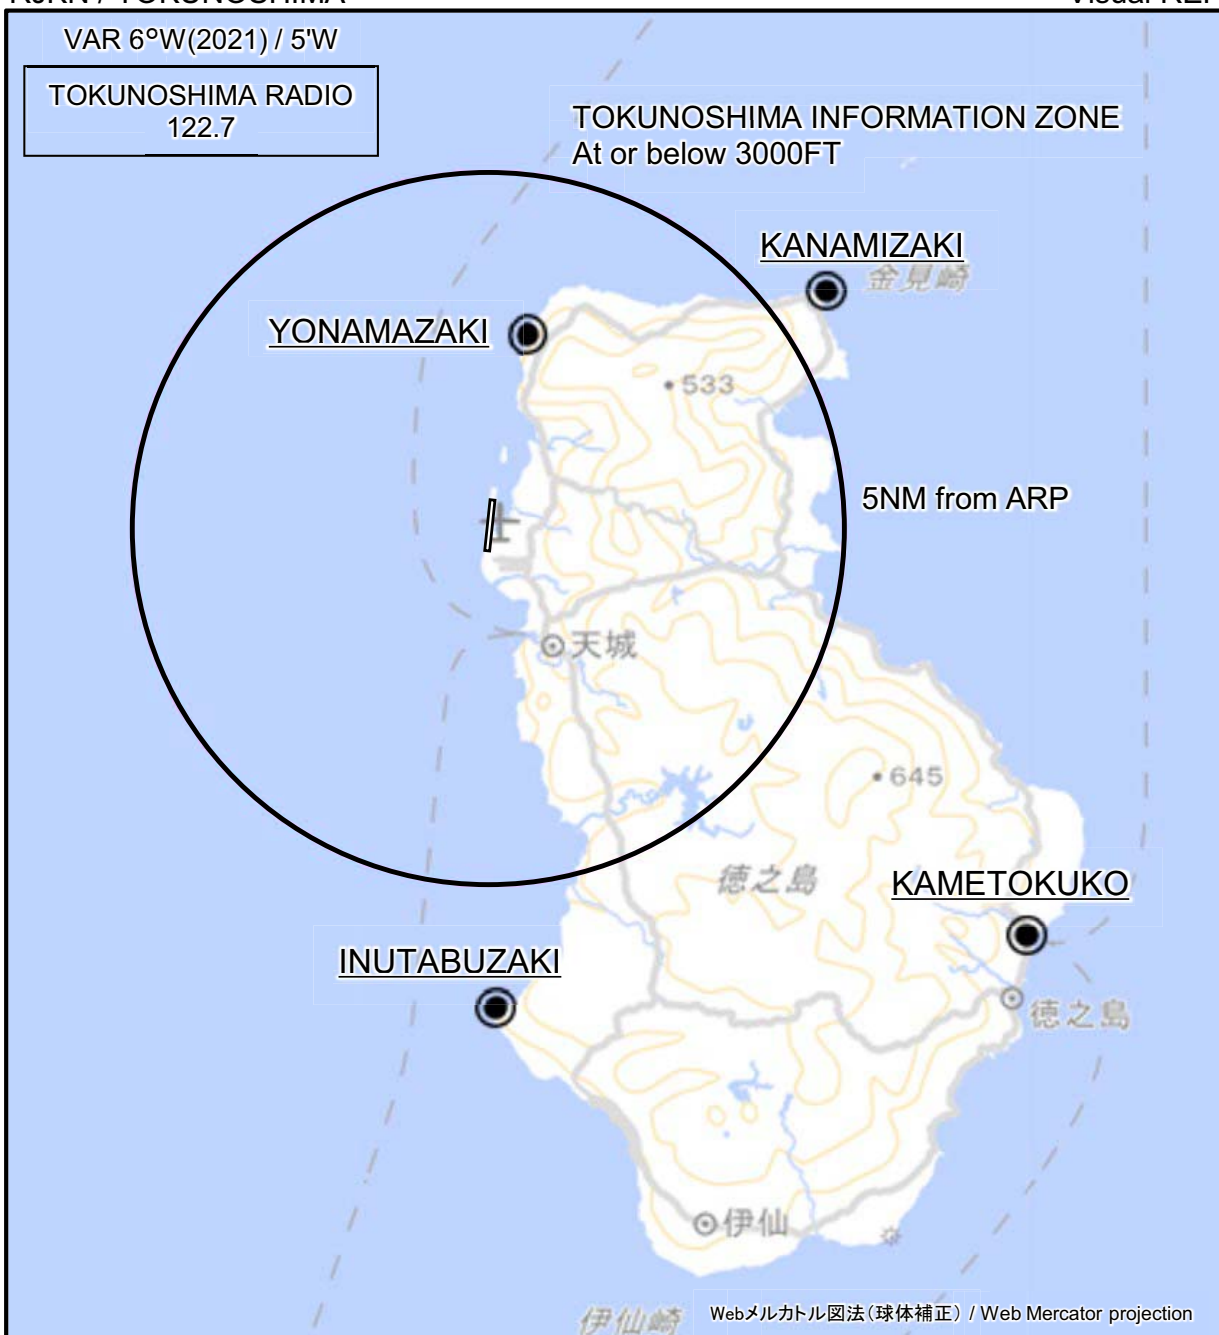 VAR 6°W(2021) / 5'W
TOKUNOSHIMA RADIO
122.7
TOKUNOSHIMA INFORMATION ZONE
At or below 3000FT
KANAMIZAKI
金見崎
YONAMAZAKI
533
5NM from ARP
天城
645
徳之島
KAMETOKUKO
INUTABUZAKI
徳之島
伊仙
伊仙崎
Webメルカトル図法(球体補正) / Web Mercator projection